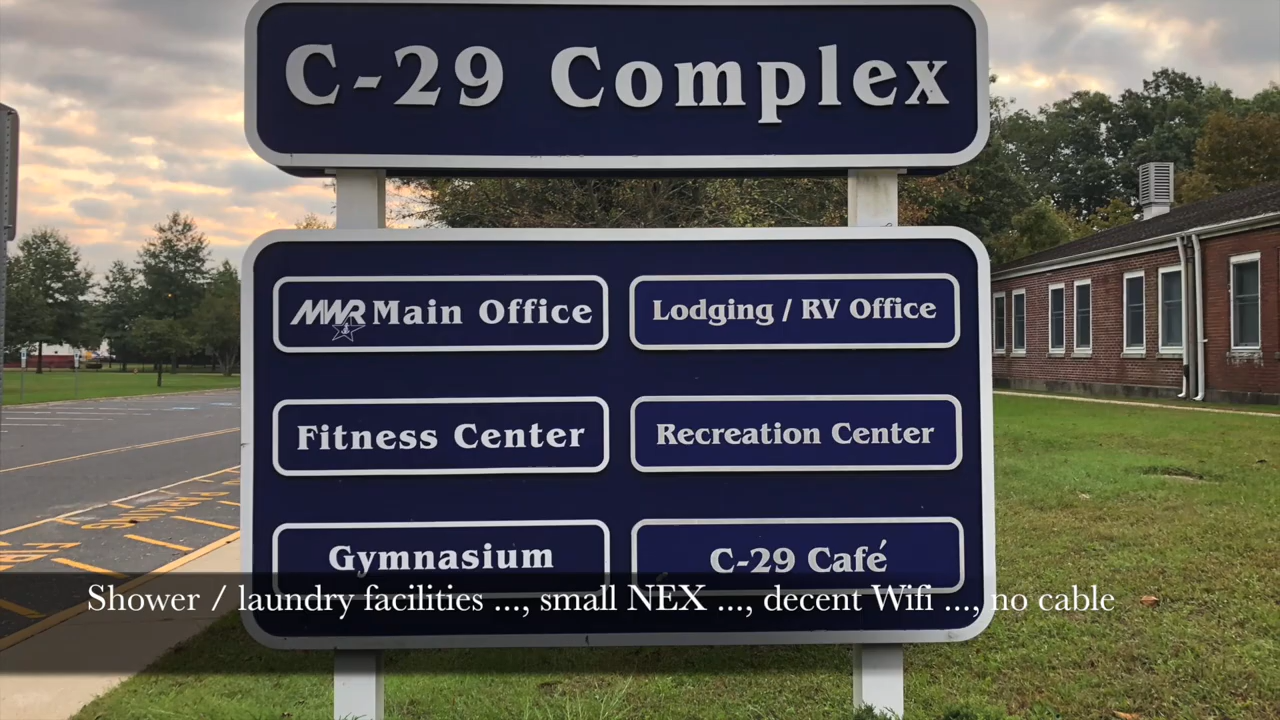 C-29 Complex
MWR Main Office
Lodging / RV Office
Fitness Center
Recreation Center
Gymnasium
C-29 Café
Shower / laundry facilities ..., small NEX ..., decent Wifi ..., no cable